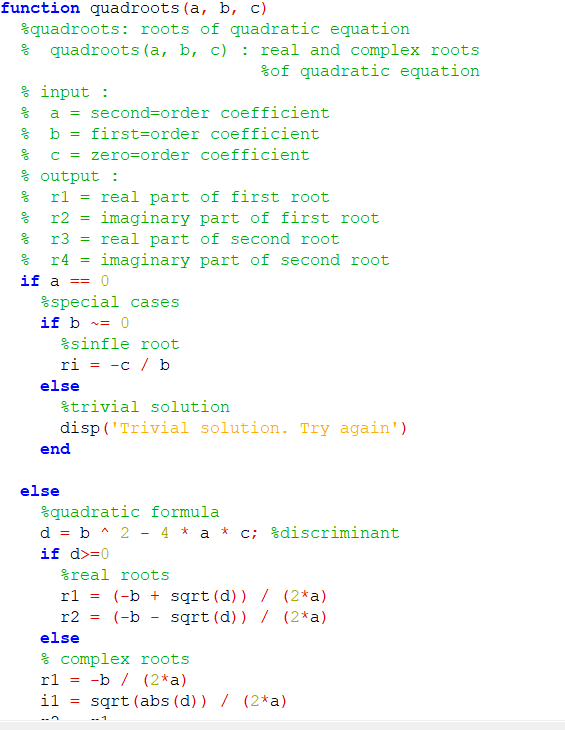 function quadroots(a, b, c)
%quadroots: roots of quadratic equation
% quadroots(a, b, c) : real and complex roots
%of quadratic equation
% input :
% a = second=order coefficient
% b = first=order coefficient
% c = zero=order coefficient
% output :
% r1 = real part of first root
% r2 = imaginary part of first root
% r3 = real part of second root
% r4 = imaginary part of second root
if a == 0
%special cases
if b ~= 0
%sinfle root
ri = -c / b
else
%trivial solution
disp('Trivial solution. Try again')
end
else
%quadratic formula
d = b ^ 2 - 4 * a * c; %discriminant
if d>=0
%real roots
r1 = (-b + sqrt(d)) / (2*a)
r2 = (-b - sqrt(d)) / (2*a)
else
% complex roots
r1 = -b / (2*a)
i1 = sqrt(abs(d)) / (2*a)